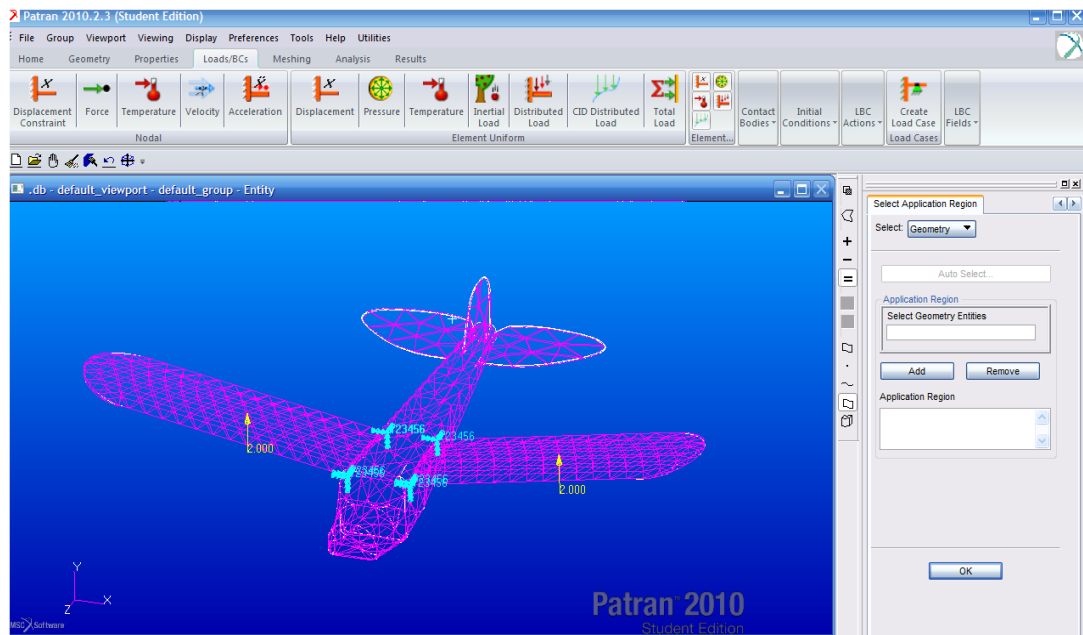 Patran 2010.2.3 (Student Edition)
File Group Viewport Viewing Display Preferences Tools Help Utilities
Home Geometry Properties Loads/BCs Meshing Analysis Results
Displacement Constraint Force Temperature Velocity Acceleration
Nodal
Displacement Pressure Temperature Inertial Load Distributed Load CID Distributed Load Total Load
Element Uniform
Element...
Contact Bodies
Initial Conditions
LBC Actions
Create Load Case
Load Cases
LBC Fields
.db - default_viewport - default_group - Entity
Select Application Region
Select: Geometry
Auto Select...
Application Region
Select Geometry Entities
Add Remove
Application Region
OK
123456
123456
123456
123456
2.000
2.000
Y
Z X
MSC Software
Patran 2010
Student Edition